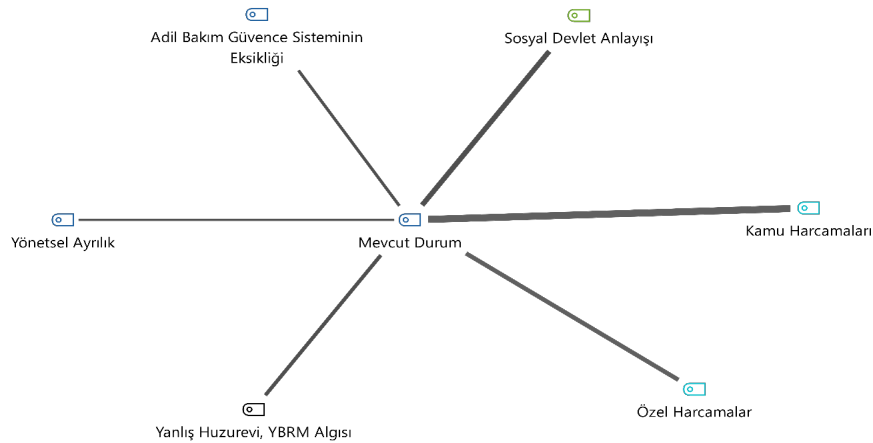 Adil Bakım Güvence Sisteminin
Eksikliği
Sosyal Devlet Anlayışı
Yönetsel Ayrılık
Mevcut Durum
Kamu Harcamaları
Yanlış Huzurevi, YBRM Algısı
Özel Harcamalar